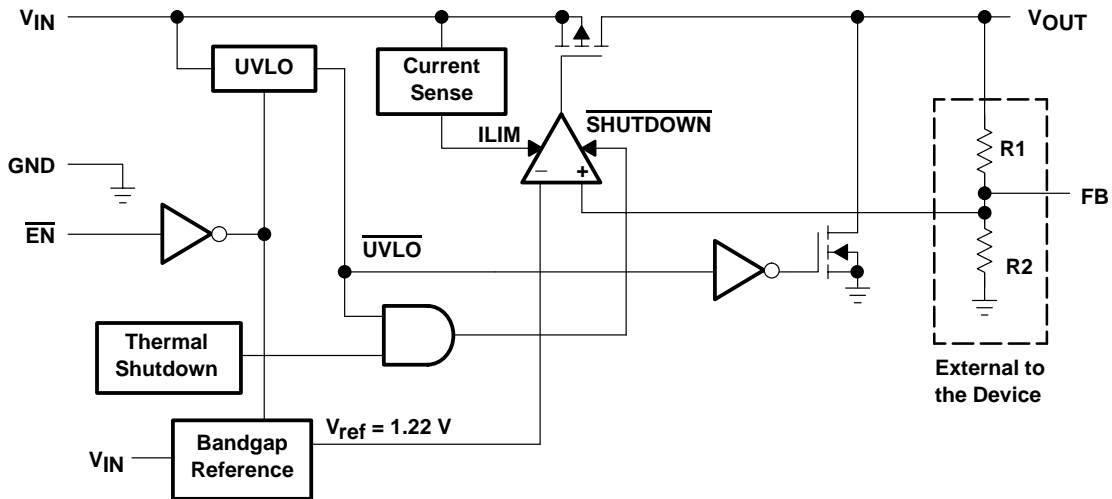 VIN
VOUT
UVLO
Current
Sense
SHUTDOWN
ILIM
R1
GND
− +
FB
EN
UVLO
R2
Thermal
Shutdown
External to
the Device
Vref = 1.22 V
Bandgap
Reference
VIN